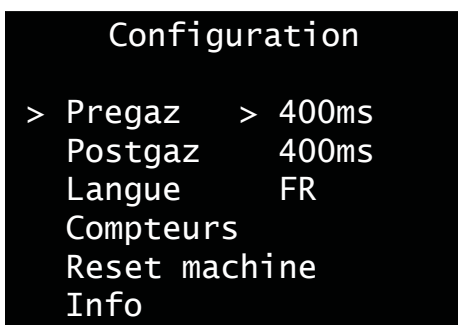 Configuration
> Pregaz > 400ms
Postgaz 400ms
Langue FR
Compteurs
Reset machine
Info